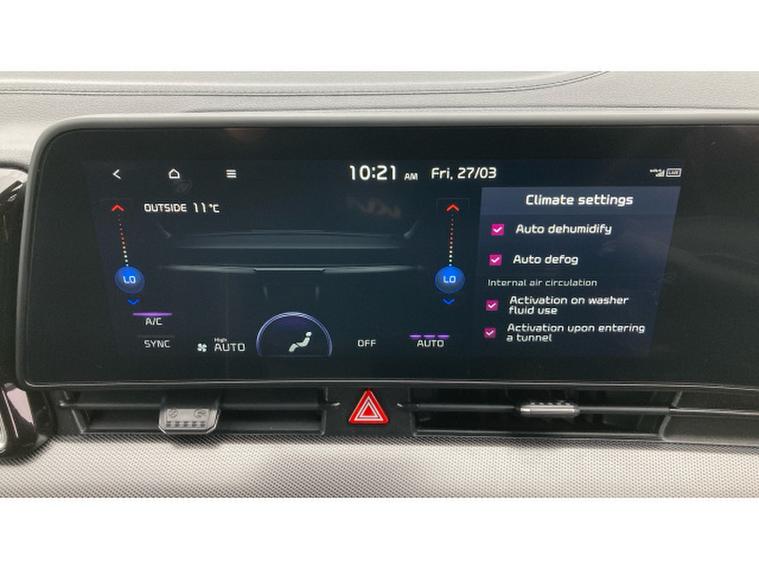 10:21 AM Fri, 27/03
LIVE
OUTSIDE 11°C
Climate settings
Auto dehumidify
Auto defog
Internal air circulation
Activation on washer
fluid use
Activation upon entering
a tunnel
LO
LO
A/C
SYNC
High
AUTO
OFF
AUTO